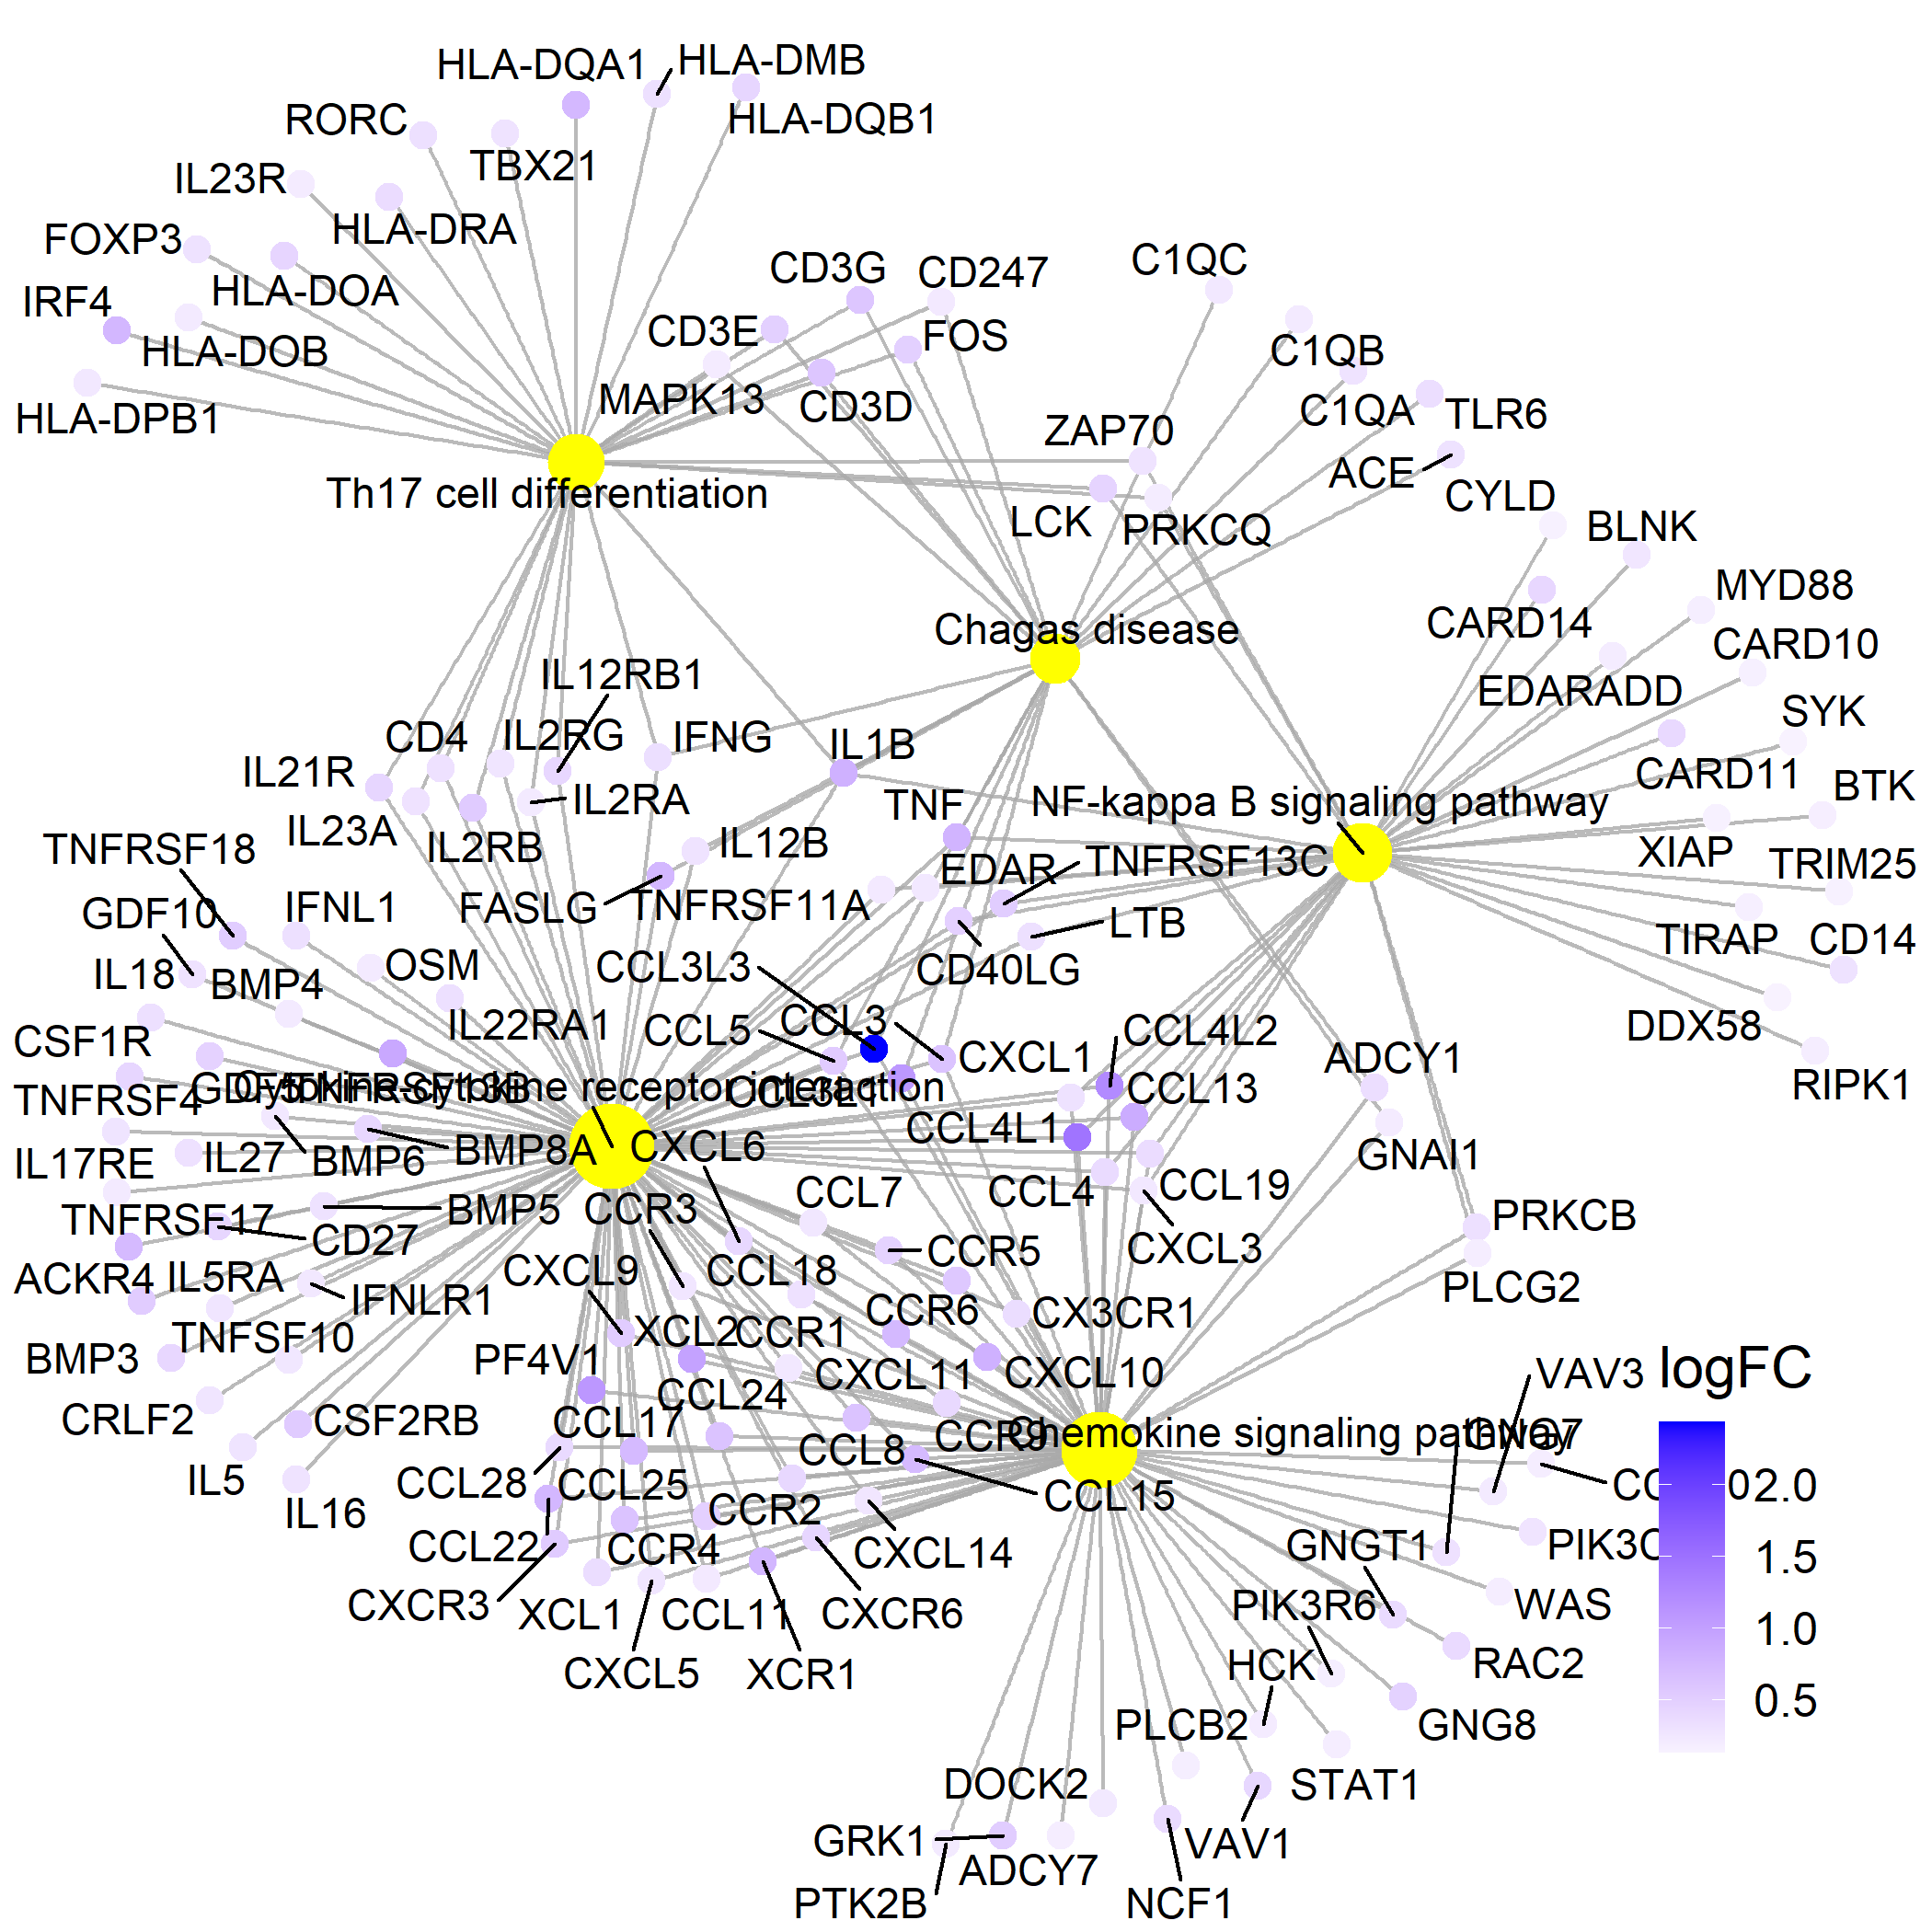 HLA-DQA1
HLA-DMB
HLA-DQB1
RORC
TBX21
IL23R
HLA-DRA
FOXP3
HLA-DOA
IRF4
HLA-DOB
HLA-DPB1
CD3G
CD247
C1QC
CD3E
FOS
C1QB
MAPK13
CD3D
C1QA
TLR6
ZAP70
ACE
Th17 cell differentiation
CYLD
LCK
PRKCQ
BLNK
MYD88
CARD14
Chagas disease
CARD10
EDARADD
IL12RB1
SYK
CD4
IL2RG
IFNG
IL1B
IL21R
CARD11
BTK
IL23A
IL2RA
TNF
NF-kappa B signaling pathway
TNFRSF18
IL2RB
IL12B
EDAR
TNFRSF13C
XIAP
TRIM25
GDF10
IFNL1
FASLG
TNFRSF11A
LTB
TIRAP
CD14
IL18
BMP4
OSM
CCL3L3
CD40LG
CSF1R
IL22RA1
CCL5
CCL3
CXCL1
CCL4L2
DDX58
ADCY1
TNFRSF4
GDF5
TNFRSF13B
Cytokine-cytokine receptor interaction
CCL3L1
CCL13
RIPK1
IL17RE
IL27
BMP6
BMP8A
CXCL6
CCL4L1
GNAI1
TNFRSF17
CD27
BMP5
CCR3
CCL7
CCL4
CCL19
PRKCB
ACKR4
IL5RA
IFNLR1
CXCL9
CCL18
CCR5
CXCL3
PLCG2
BMP3
TNFSF10
PF4V1
XCL2
CCR1
CCR6
CX3CR1
CXCL11
CXCL10
VAV3
logFC
CRLF2
CSF2RB
CCL17
CCL24
CCL8
CCR9
Chemokine signaling pathway
GNG7
IL5
IL16
CCL28
CCL25
CCR2
CCL15
2.0
CCL22
CCR4
CXCL14
GNGT1
1.5
CXCR3
XCL1
CCL11
CXCR6
PIK3R6
WAS
1.0
CXCL5
XCR1
HCK
RAC2
0.5
PLCB2
GNG8
DOCK2
STAT1
GRK1
ADCY7
VAV1
PTK2B
NCF1